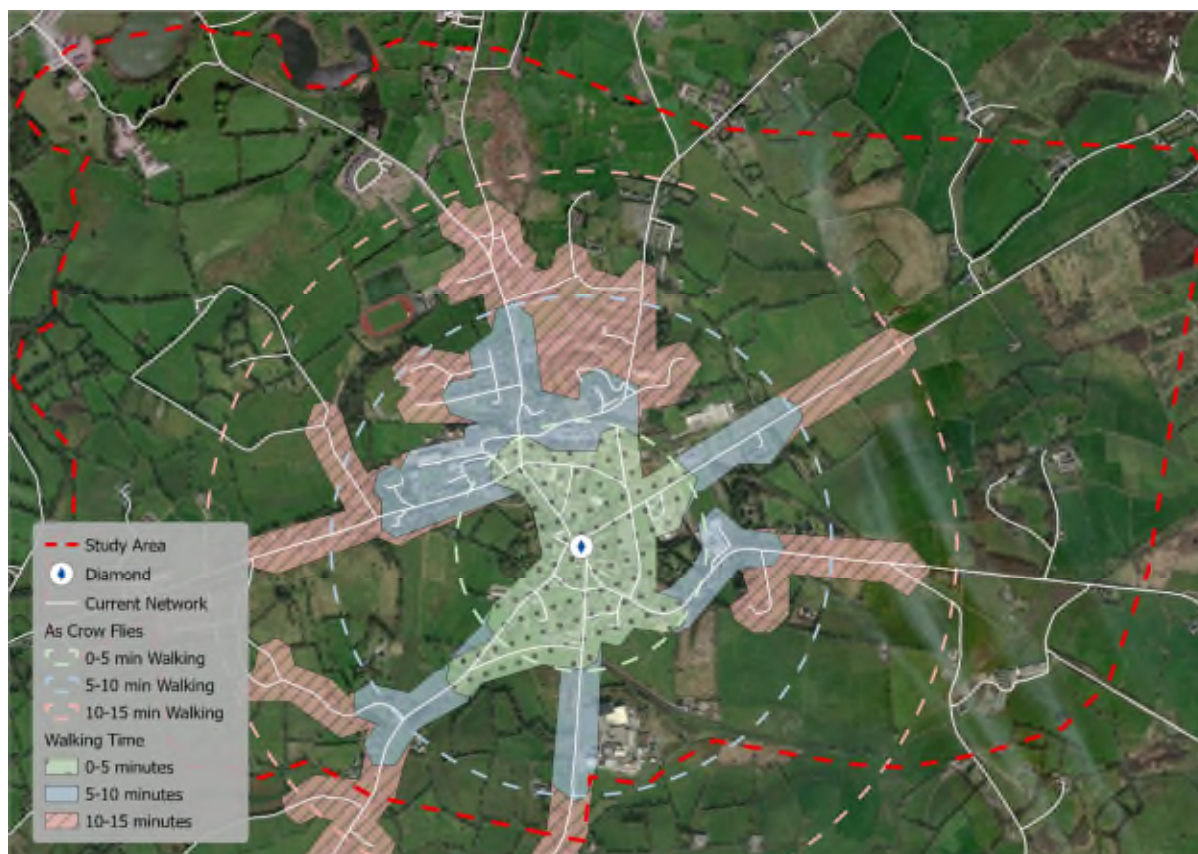 N
Study Area
Diamond
Current Network
As Crow Flies
0-5 min Walking
5-10 min Walking
10-15 min Walking
Walking Time
0-5 minutes
5-10 minutes
10-15 minutes